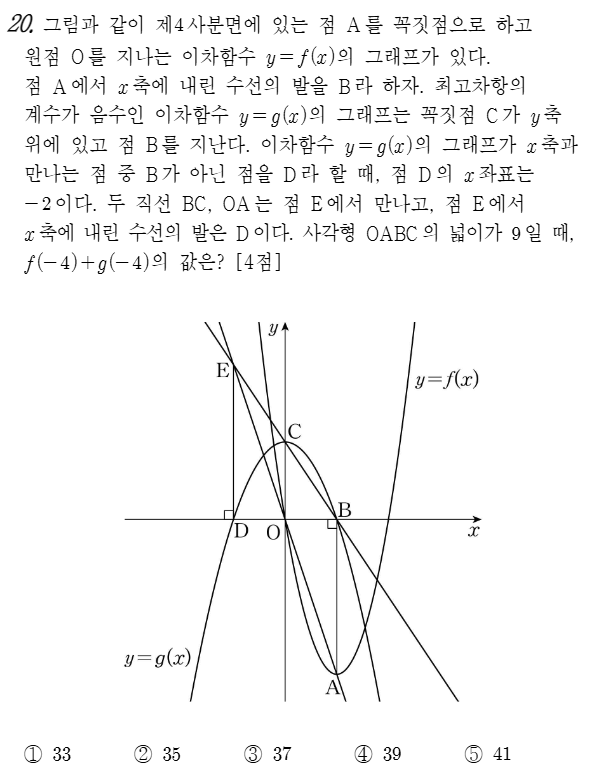 20. 그림과 같이 제4사분면에 있는 점 A를 꼭짓점으로 하고
원점 O를 지나는 이차함수 y=f(x)의 그래프가 있다.
점 A에서 x축에 내린 수선의 발을 B라 하자. 최고차항의
계수가 음수인 이차함수 y=g(x)의 그래프는 꼭짓점 C가 y축
위에 있고 점 B를 지난다. 이차함수 y=g(x)의 그래프가 x축과
만나는 점 중 B가 아닌 점을 D라 할 때, 점 D의 x좌표는
-2이다. 두 직선 BC, OA는 점 E에서 만나고, 점 E에서
x축에 내린 수선의 발은 D이다. 사각형 OABC의 넓이가 9일 때,
f(-4)+g(-4)의 값은? [4점]
y
E
y=f(x)
C
B
D
O
x
y=g(x)
A
① 33 ② 35 ③ 37 ④ 39 ⑤ 41